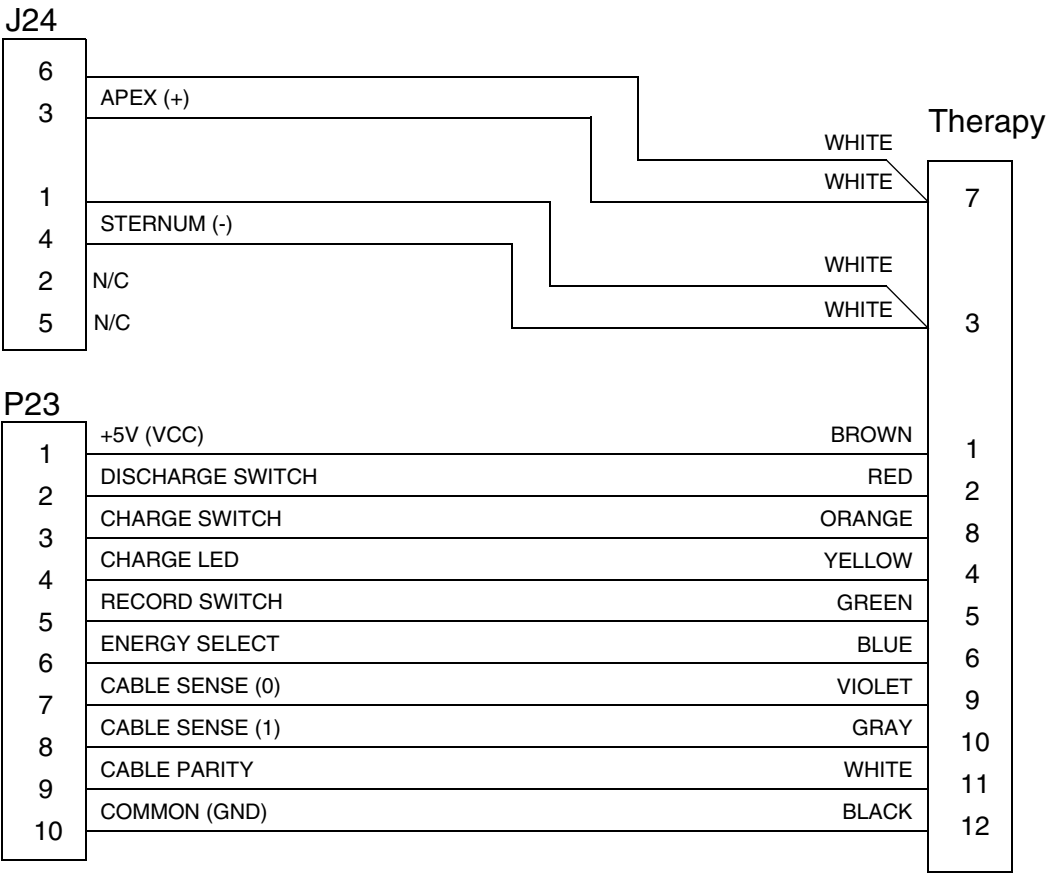 J24
6
3 APEX (+)
Therapy
WHITE
WHITE
7
1
4 STERNUM (-)
WHITE
2 N/C
WHITE
5 N/C
3
P23
1 +5V (VCC) BROWN 1
2 DISCHARGE SWITCH RED 2
3 CHARGE SWITCH ORANGE 8
4 CHARGE LED YELLOW 4
5 RECORD SWITCH GREEN 5
6 ENERGY SELECT BLUE 6
7 CABLE SENSE (0) VIOLET 9
8 CABLE SENSE (1) GRAY 10
9 CABLE PARITY WHITE 11
10 COMMON (GND) BLACK 12